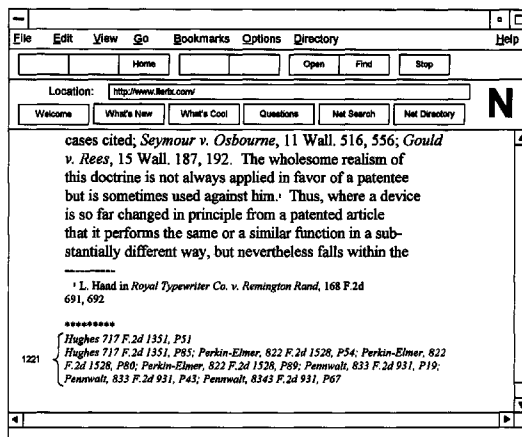 File Edit View Go Bookmarks Options Directory Help
Home Open Find Stop
Location: http://www.llerix.com/
Welcome What's New What's Cool Questions Net Search Net Directory N
cases cited; Seymour v. Osbourne, 11 Wall. 516, 556; Gould
v. Rees, 15 Wall. 187, 192. The wholesome realism of
this doctrine is not always applied in favor of a patentee
but is sometimes used against him.¹ Thus, where a device
is so far changed in principle from a patented article
that it performs the same or a similar function in a sub-
stantially different way, but nevertheless falls within the
¹ L. Hand in Royal Typewriter Co. v. Remington Rand, 168 F.2d
691, 692
*********
Hughes 717 F.2d 1351, P51
Hughes 717 F.2d 1351, P85; Perkin-Elmer, 822 F.2d 1528, P54; Perkin-Elmer, 822
1221 F.2d 1528, P80; Perkin-Elmer, 822 F.2d 1528, P89; Pennwalt, 833 F.2d 931, P19;
Pennwalt, 833 F.2d 931, P43; Pennwalt, 8343 F.2d 931, P67